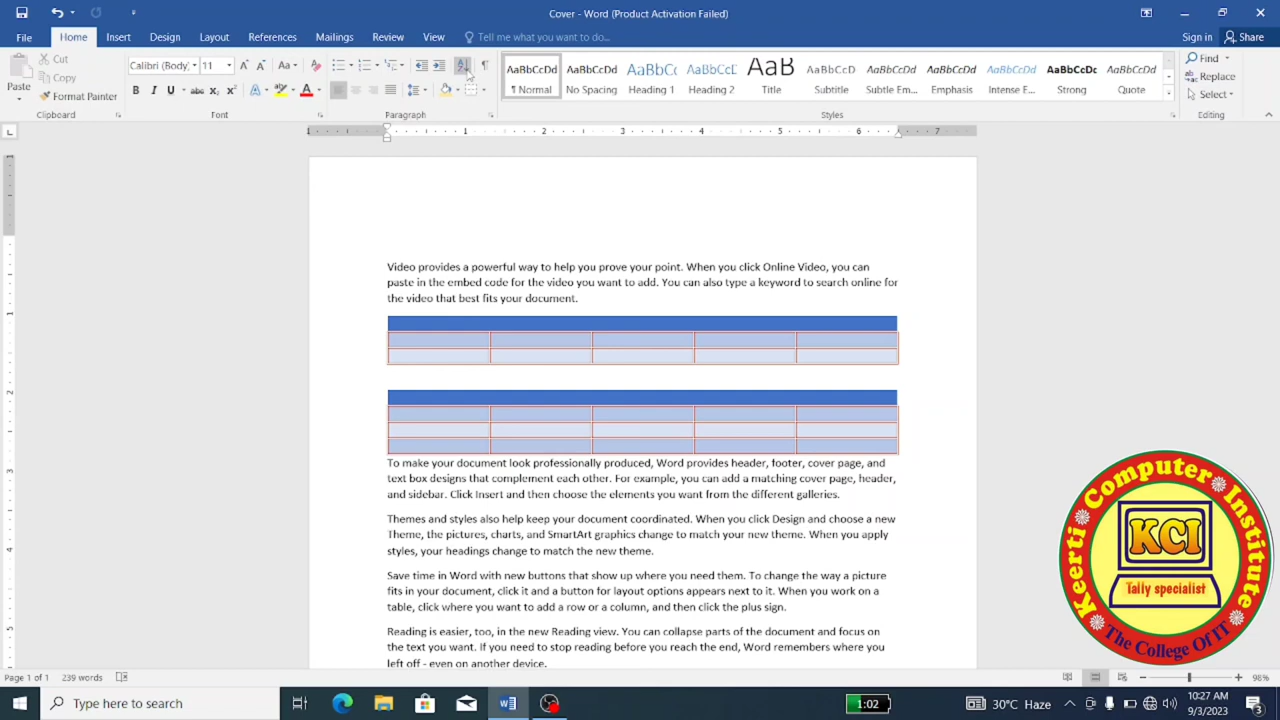 Cover - Word (Product Activation Failed)
File Home Insert Design Layout References Mailings Review View Tell me what you want to do... Sign in Share
Paste Cut Copy Format Painter
Calibri (Body) 11
AaBbCcDd AaBbCcDd AaBbCc AaBbCcD AaB AaBbCcD AaBbCcDd AaBbCcDd AaBbCcDd AaBbCcDc AaBbCcDd
¶ Normal No Spacing Heading 1 Heading 2 Title Subtitle Subtle Em... Emphasis Intense E... Strong Quote
Find Replace Select
Clipboard Font Paragraph Styles Editing
1 1 2 3 4 5 6 7
Video provides a powerful way to help you prove your point. When you click Online Video, you can
paste in the embed code for the video you want to add. You can also type a keyword to search online for
the video that best fits your document.
To make your document look professionally produced, Word provides header, footer, cover page, and
text box designs that complement each other. For example, you can add a matching cover page, header,
and sidebar. Click Insert and then choose the elements you want from the different galleries.
Themes and styles also help keep your document coordinated. When you click Design and choose a new
Theme, the pictures, charts, and SmartArt graphics change to match your new theme. When you apply
styles, your headings change to match the new theme.
Save time in Word with new buttons that show up where you need them. To change the way a picture
fits in your document, click it and a button for layout options appears next to it. When you work on a
table, click where you want to add a row or a column, and then click the plus sign.
Reading is easier, too, in the new Reading view. You can collapse parts of the document and focus on
the text you want. If you need to stop reading before you reach the end, Word remembers where you
left off - even on another device.
Keerti Computer Institute
KCI
Tally specialist
The College Of IT
Page 1 of 1 239 words 98%
Type here to search
1:02
30°C Haze
10:27 AM
9/3/2023
3